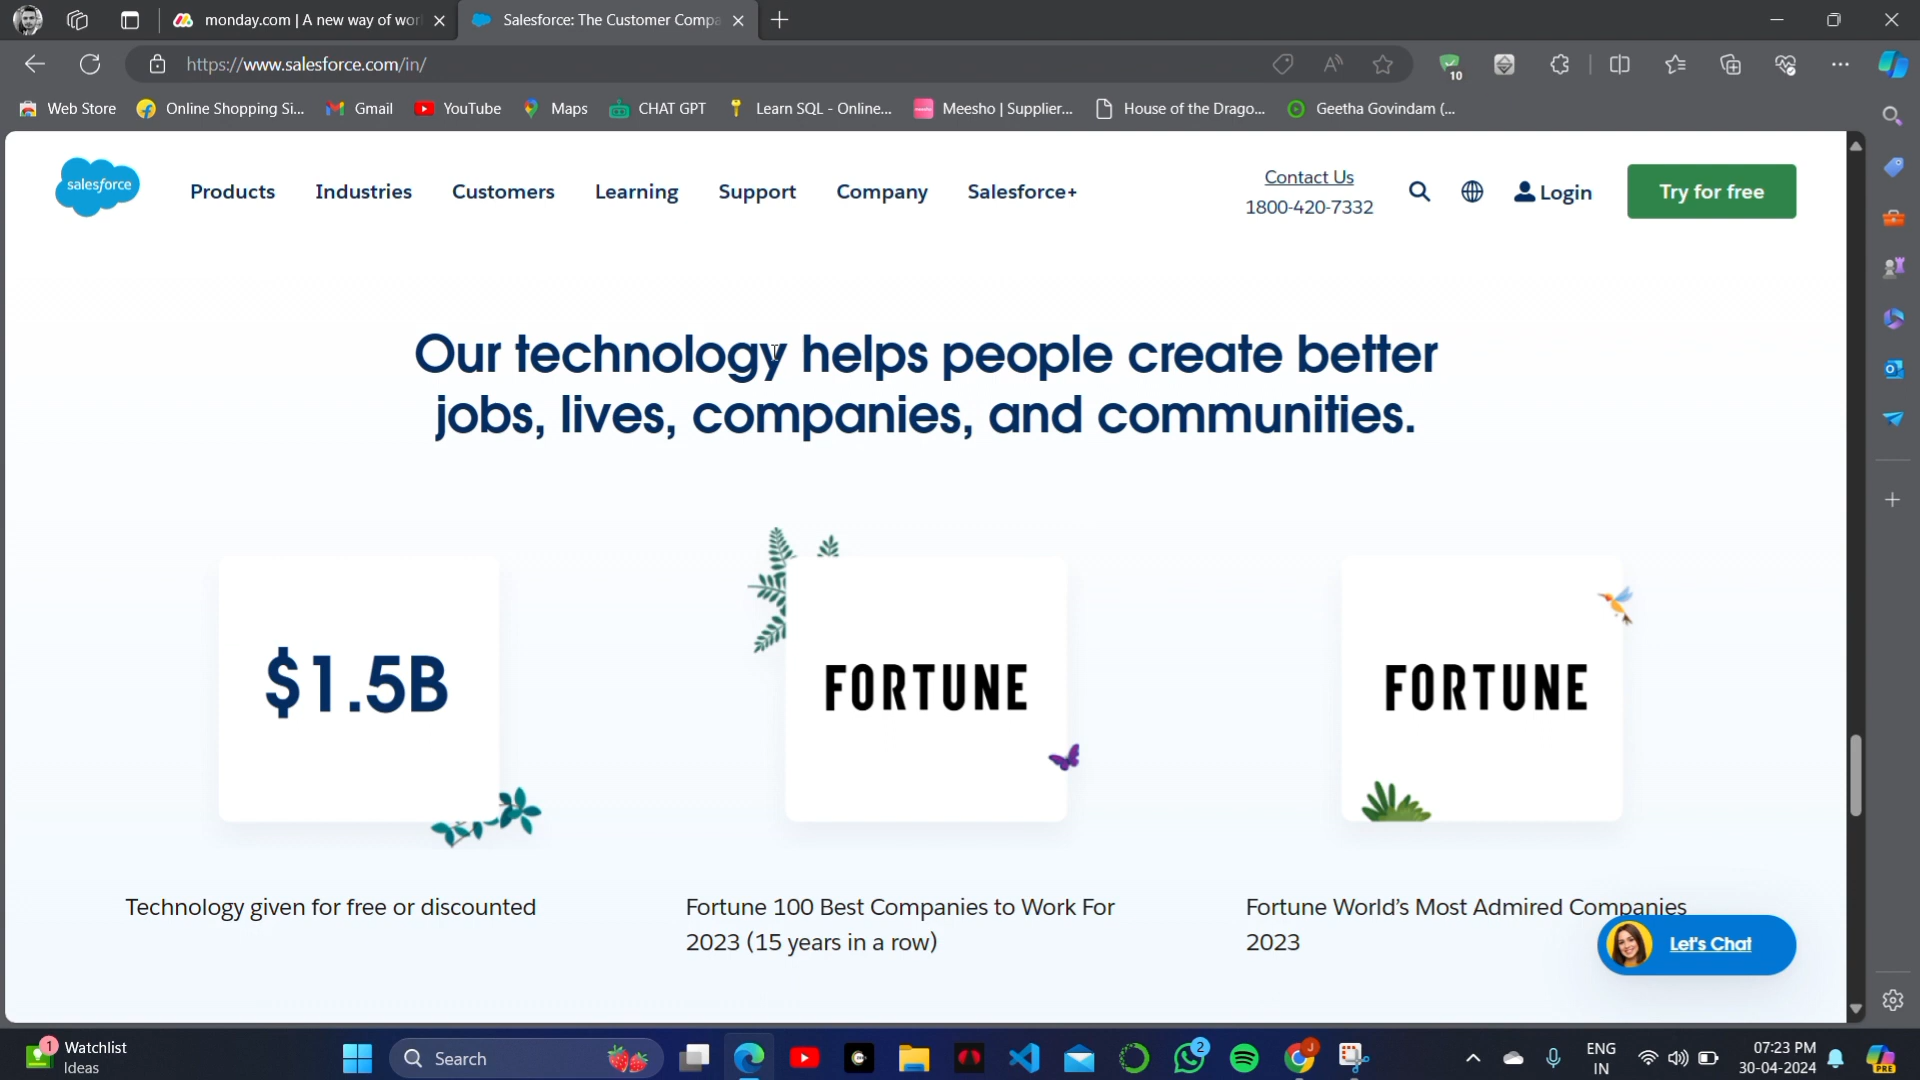 monday.com | A new way of wor
Salesforce: The Customer Compa
https://www.salesforce.com/in/
10
Web Store
Online Shopping Si...
Gmail
YouTube
Maps
CHAT GPT
Learn SQL - Online...
Meesho | Supplier...
House of the Drago...
Geetha Govindam (...
salesforce
Products
Industries
Customers
Learning
Support
Company
Salesforce+
Contact Us
1800-420-7332
Login
Try for free
Our technology helps people create better
jobs, lives, companies, and communities.
$1.5B
FORTUNE
FORTUNE
Technology given for free or discounted
Fortune 100 Best Companies to Work For
2023 (15 years in a row)
Fortune World’s Most Admired Companies
2023
Let's Chat
1
Watchlist
Ideas
Search
2
J
ENG
IN
07:23 PM
30-04-2024
PRE